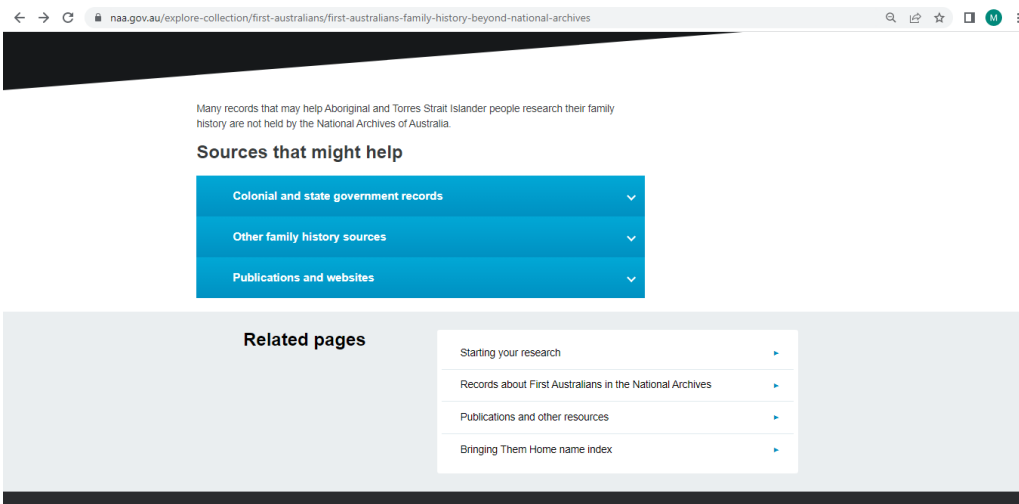 naa.gov.au/explore-collection/first-australians/first-australians-family-history-beyond-national-archives
M
Many records that may help Aboriginal and Torres Strait Islander people research their family
history are not held by the National Archives of Australia.
Sources that might help
Colonial and state government records
Other family history sources
Publications and websites
Related pages
Starting your research
Records about First Australians in the National Archives
Publications and other resources
Bringing Them Home name index